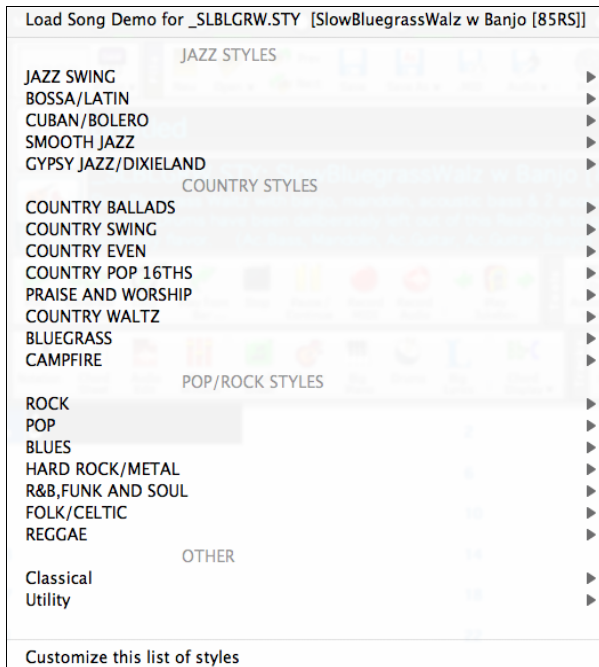 Load Song Demo for _SLBLGRW.STY [SlowBluegrassWalz w Banjo [85RS]]
JAZZ STYLES
JAZZ SWING
BOSSA/LATIN
CUBAN/BOLERO
SMOOTH JAZZ
GYPSY JAZZ/DIXIELAND
COUNTRY STYLES
COUNTRY BALLADS
COUNTRY SWING
COUNTRY EVEN
COUNTRY POP 16THS
PRAISE AND WORSHIP
COUNTRY WALTZ
BLUEGRASS
CAMPFIRE
POP/ROCK STYLES
ROCK
POP
BLUES
HARD ROCK/METAL
R&B,FUNK AND SOUL
FOLK/CELTIC
REGGAE
OTHER
Classical
Utility
Customize this list of styles